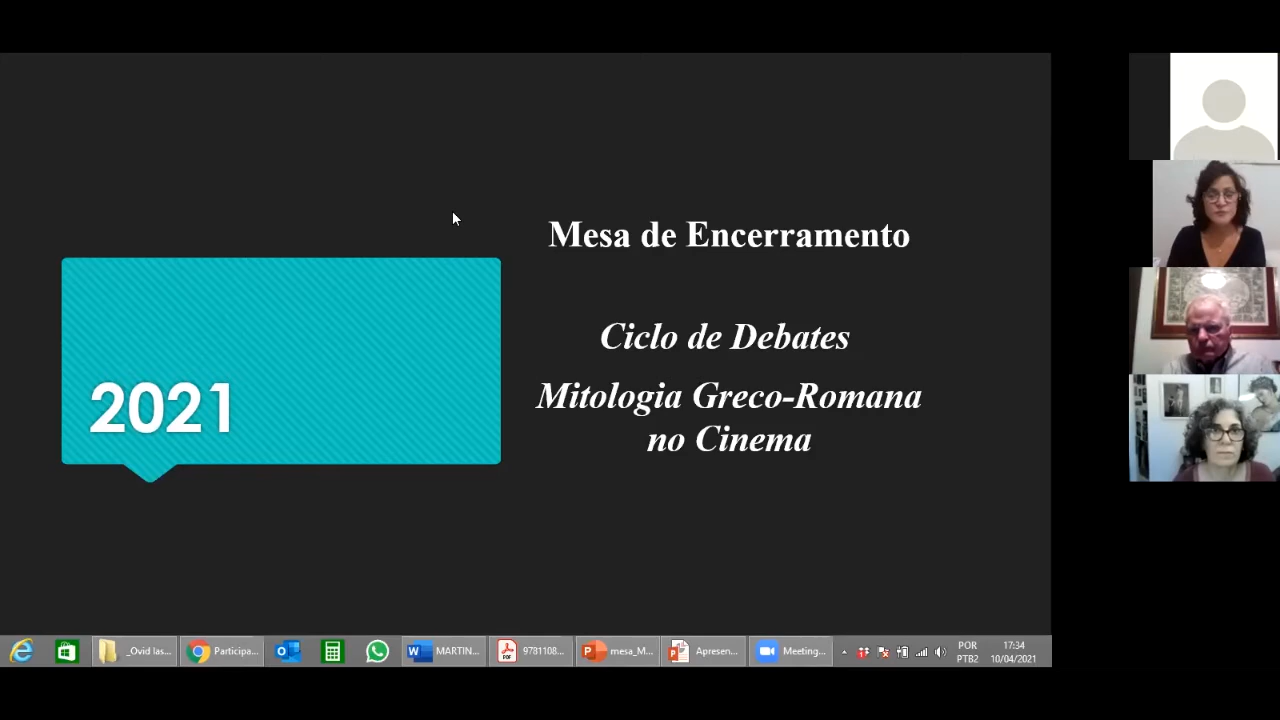 Mesa de Encerramento
Ciclo de Debates
2021
Mitologia Greco-Romana
no Cinema
_Ovid las...
Participa...
MARTIN...
9781108...
mesa_M...
Apresen...
Meeting...
POR
PTB2
17:34
10/04/2021